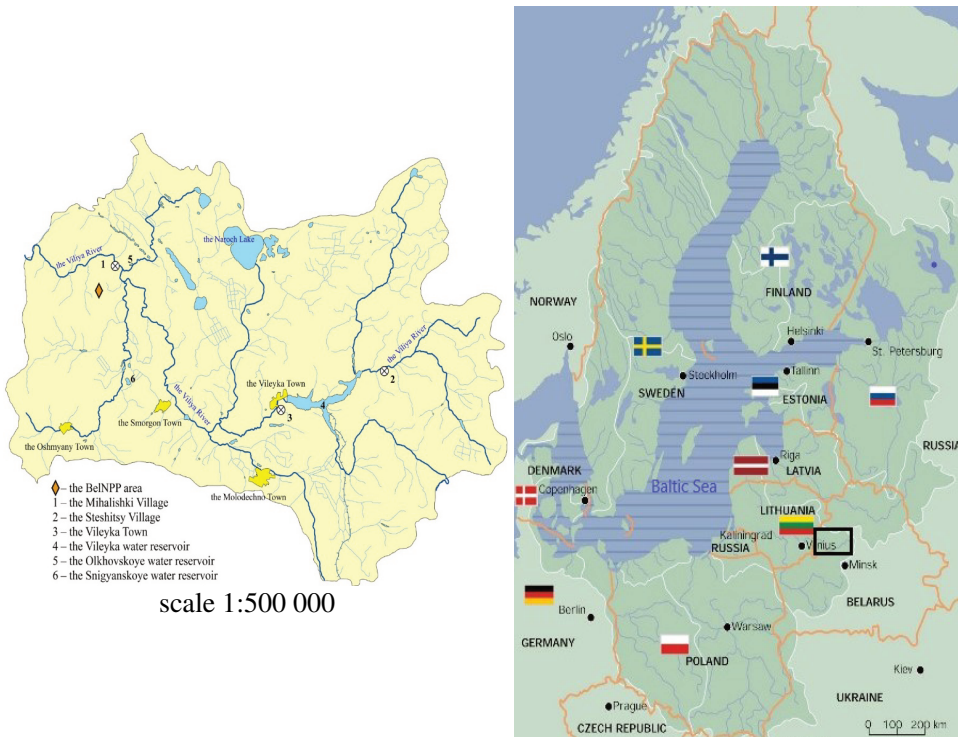 the Naroch Lake
the Viliya River
5
1
the Viliya River
2
6
the Vileyka Town
4
the Viliya River
3
the Smorgon Town
the Oshmyany Town
the Molodechno Town
– the BelNPP area
1 – the Mihalishki Village
2 – the Steshitsy Village
3 – the Vileyka Town
4 – the Vileyka water reservoir
5 – the Olkhovskoye water reservoir
6 – the Snigyanskoye water reservoir
scale 1:500 000
FINLAND
NORWAY
Oslo
Helsinki
St. Petersburg
Stockholm
Tallinn
SWEDEN
ESTONIA
RUSSIA
Riga
LATVIA
DENMARK
Copenhagen
Baltic Sea
LITHUANIA
Kaliningrad
Vilnius
RUSSIA
Minsk
BELARUS
Berlin
GERMANY
Warsaw
POLAND
Kiev
UKRAINE
Prague
CZECH REPUBLIC
0 100 200 km